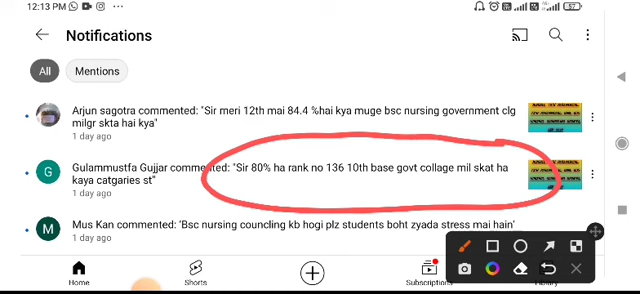 12:13 PM
57
Notifications
All
Mentions
Arjun sagotra commented: "Sir meri 12th mai 84.4 %hai kya muge bsc nursing government clg
milgr skta hai kya"
1 day ago
G
Gulammustfa Gujjar commented: "Sir 80% ha rank no 136 10th base govt collage mil skat ha
kaya catgaries st"
1 day ago
M
Mus Kan commented: "Bsc nursing councling kb hogi plz students boht zyada stress mai hain"
1 day ago
Home
Shorts
Subscriptions
Library